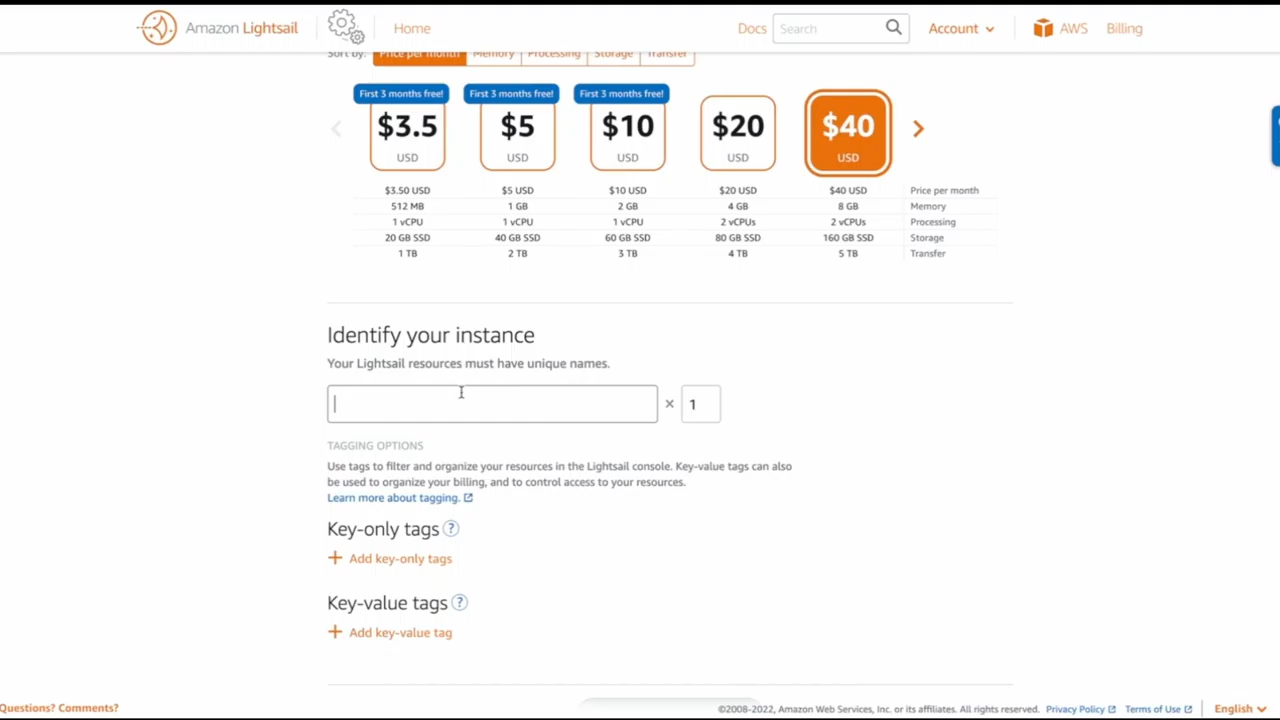 Amazon Lightsail Home Docs Search Account AWS Billing
Sort by: Price per month Memory Processing Storage Transfer
First 3 months free! First 3 months free! First 3 months free!
$3.5 $5 $10 $20 $40
USD USD USD USD USD
$3.50 USD $5 USD $10 USD $20 USD $40 USD Price per month
512 MB 1 GB 2 GB 4 GB 8 GB Memory
1 vCPU 1 vCPU 1 vCPU 2 vCPUs 2 vCPUs Processing
20 GB SSD 40 GB SSD 60 GB SSD 80 GB SSD 160 GB SSD Storage
1 TB 2 TB 3 TB 4 TB 5 TB Transfer
Identify your instance
Your Lightsail resources must have unique names.
× 1
TAGGING OPTIONS
Use tags to filter and organize your resources in the Lightsail console. Key-value tags can also
be used to organize your billing, and to control access to your resources.
Learn more about tagging.
Key-only tags ?
+ Add key-only tags
Key-value tags ?
+ Add key-value tag
Questions? Comments? ©2008-2022, Amazon Web Services, Inc. or its affiliates. All rights reserved. Privacy Policy Terms of Use English